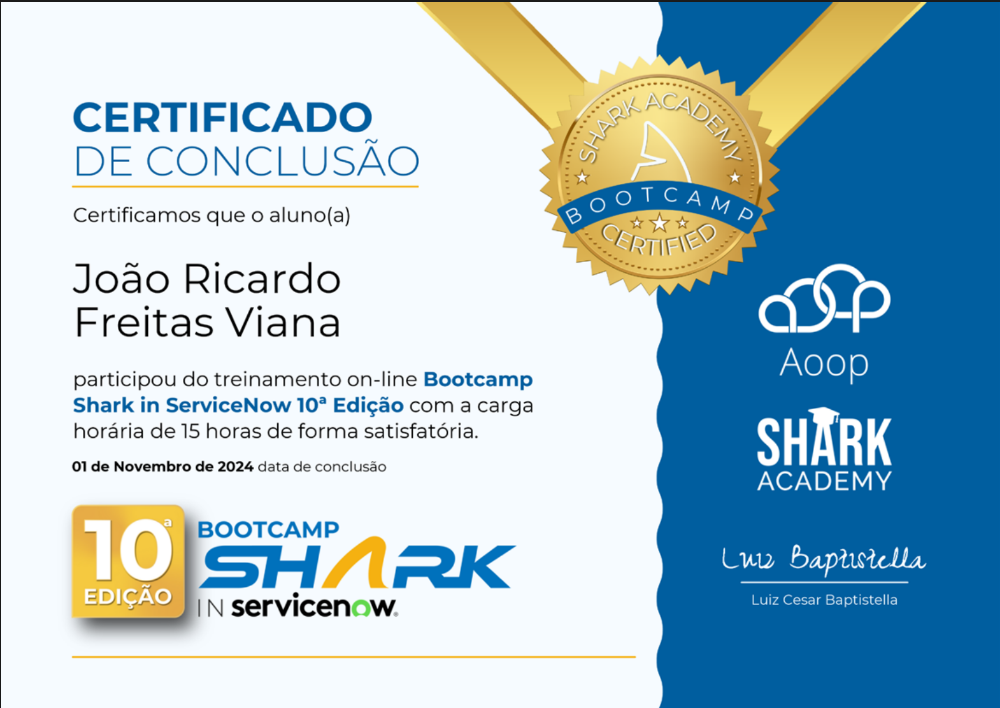 CERTIFICADO
DE CONCLUSÃO
Certificamos que o aluno(a)
João Ricardo
Freitas Viana
participou do treinamento on-line Bootcamp
Shark in ServiceNow 10ª Edição com a carga
horária de 15 horas de forma satisfatória.
01 de Novembro de 2024 data de conclusão
10ª
EDIÇÃO
BOOTCAMP
SHARK
IN servicenow®
SHARK ACADEMY
BOOTCAMP
CERTIFIED
aoop
Aoop
SHARK
ACADEMY
Luiz Baptistella
Luiz Cesar Baptistella